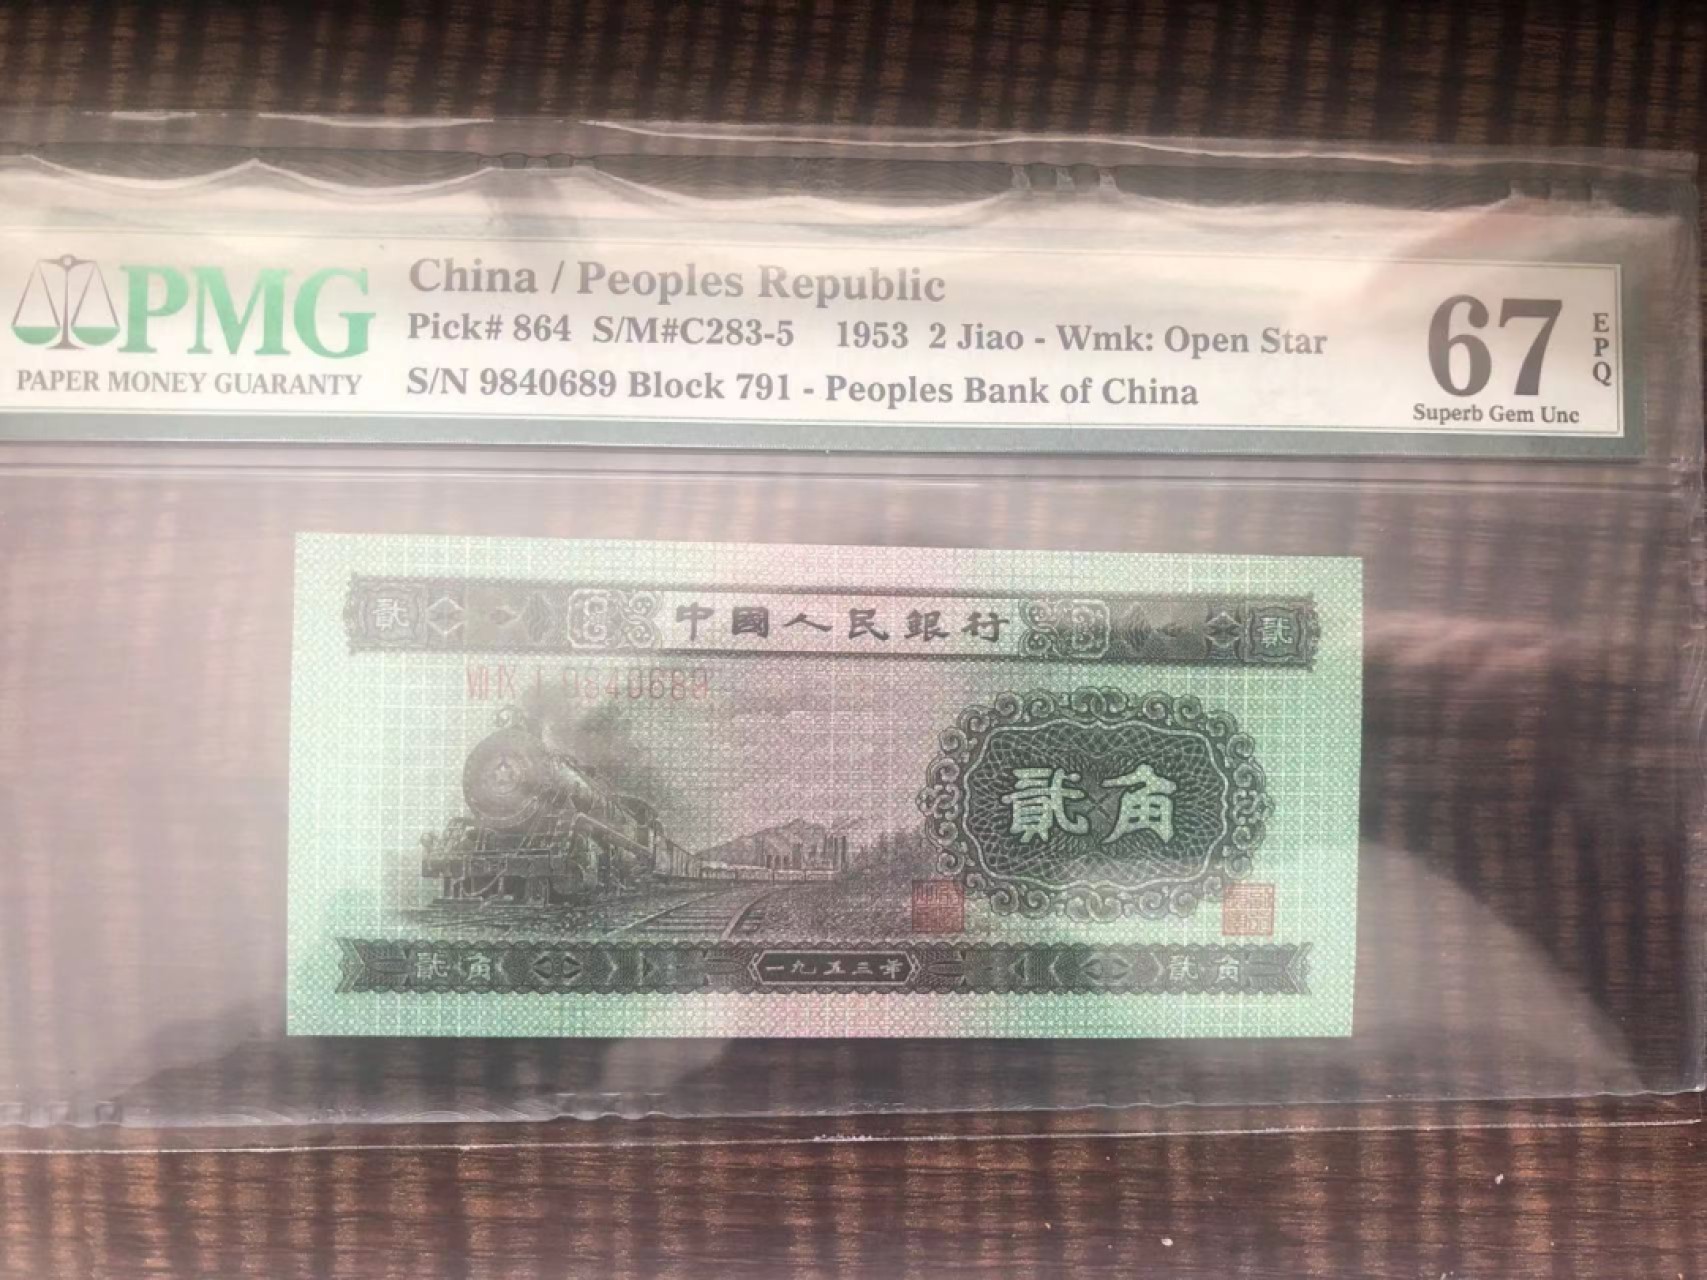 PMG
PAPER MONEY GUARANTY
China / Peoples Republic
Pick# 864 S/M#C283-5 1953 2 Jiao - Wmk: Open Star
S/N 9840689 Block 791 - Peoples Bank of China
67
EPQ
Superb Gem Unc
貳 中國人民銀行 貳
VII IX I 9840689
貳角
貳角 一九五三年 貳角